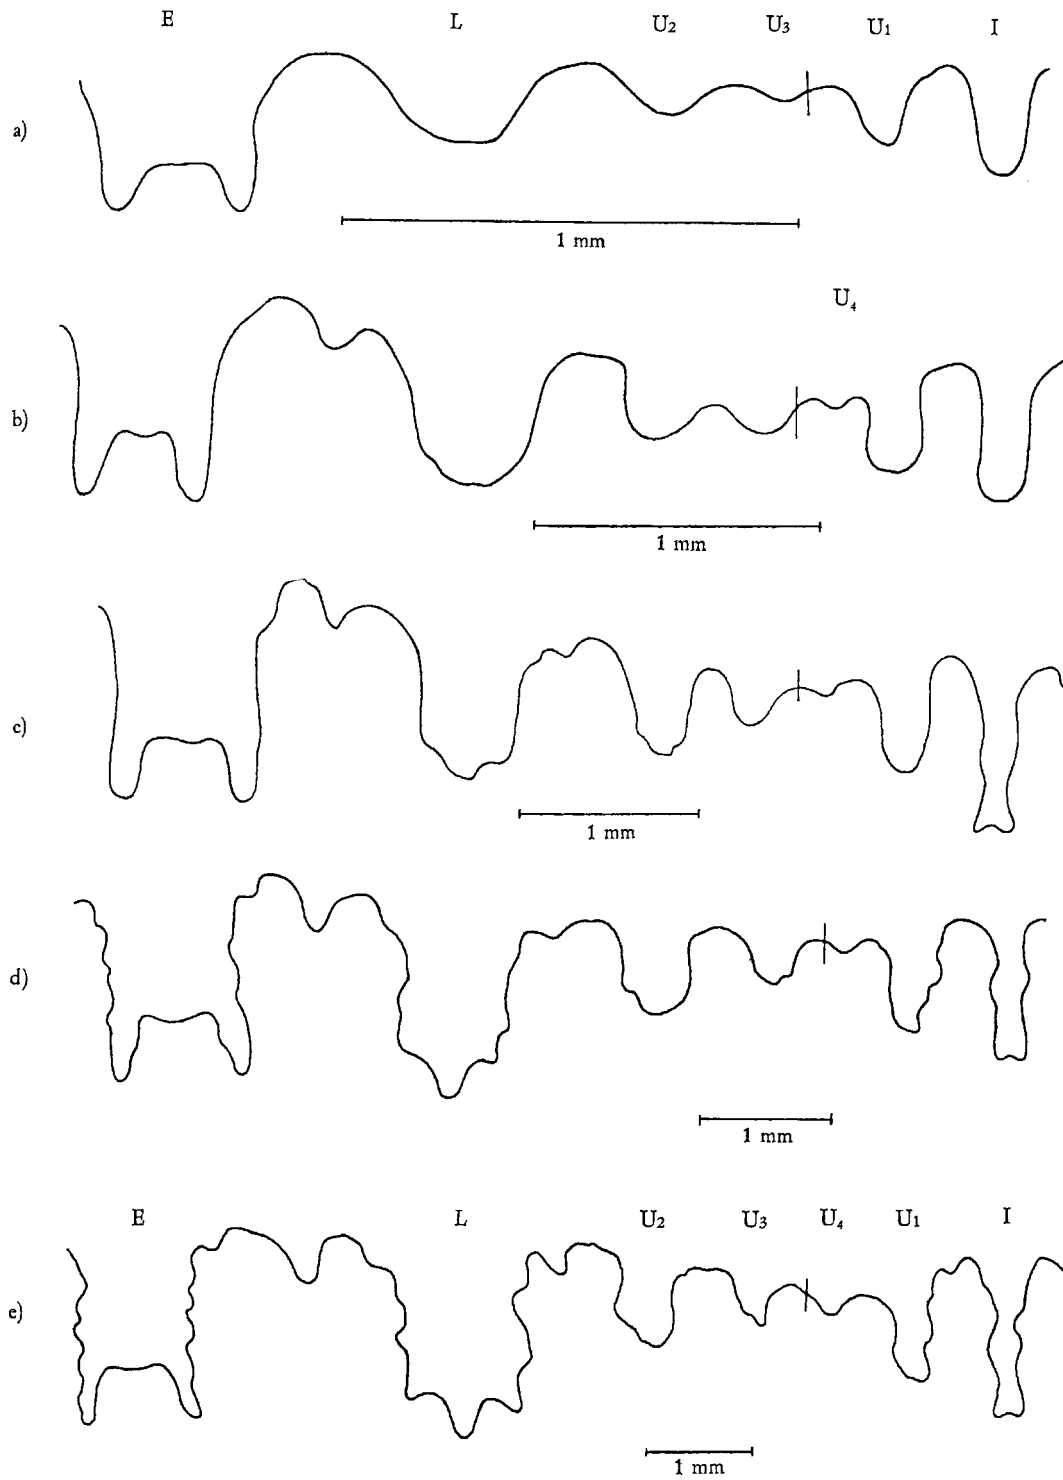 E L U₂ U₃ U₁ I
a)
1 mm
U₄
b)
1 mm
c)
1 mm
d)
1 mm
E L U₂ U₃ U₄ U₁ I
e)
1 mm